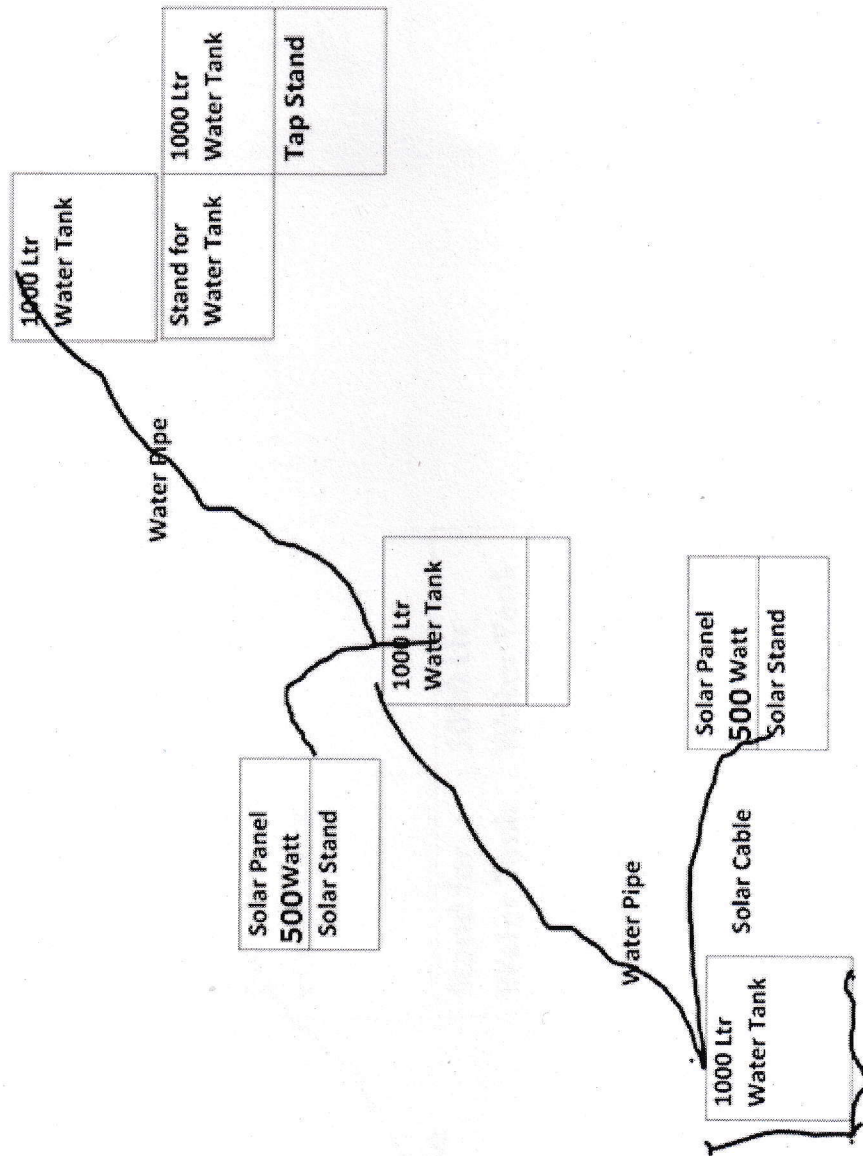 1000 Ltr
Water Tank
Stand for
Water Tank
1000 Ltr
Water Tank
Tap Stand
Water Pipe
Solar Panel
500Watt
Solar Stand
1000 Ltr
Water Tank
Water Pipe
Solar Panel
500 Watt
Solar Stand
Solar Cable
1000 Ltr
Water Tank